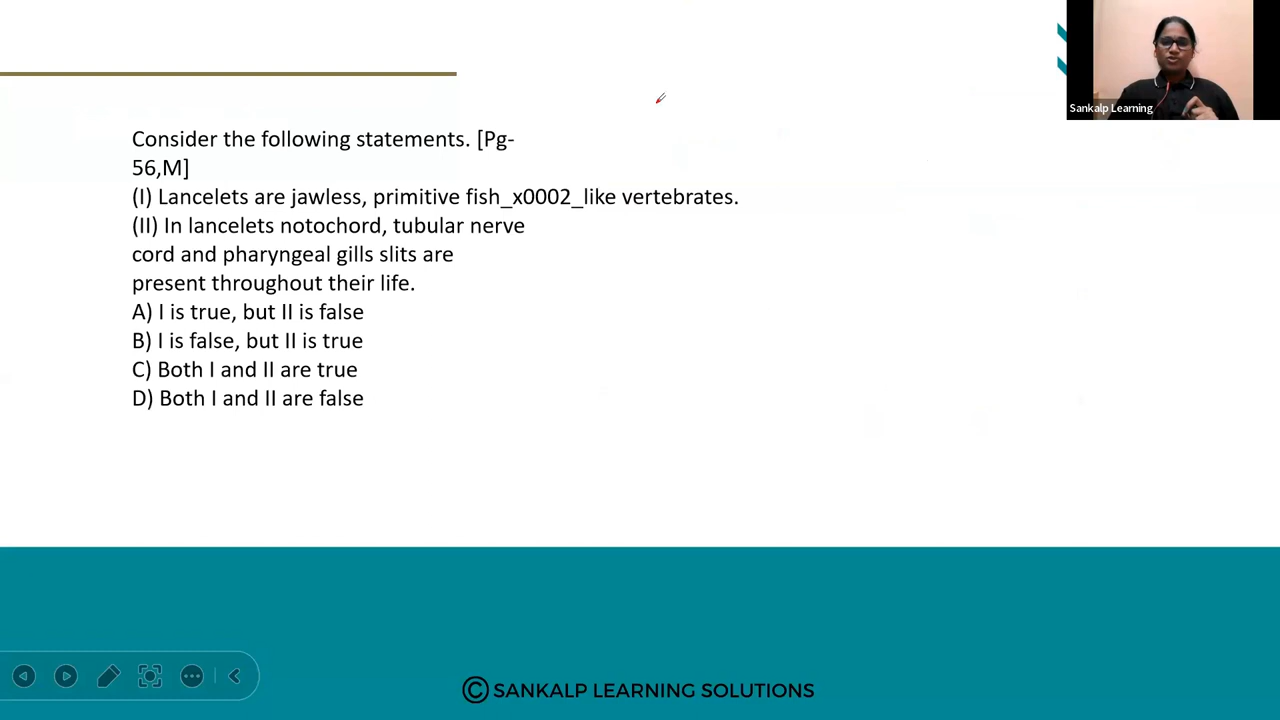 Sankalp Learning
Consider the following statements. [Pg-
56,M]
(I) Lancelets are jawless, primitive fish_x0002_like vertebrates.
(II) In lancelets notochord, tubular nerve
cord and pharyngeal gills slits are
present throughout their life.
A) I is true, but II is false
B) I is false, but II is true
C) Both I and II are true
D) Both I and II are false
© SANKALP LEARNING SOLUTIONS